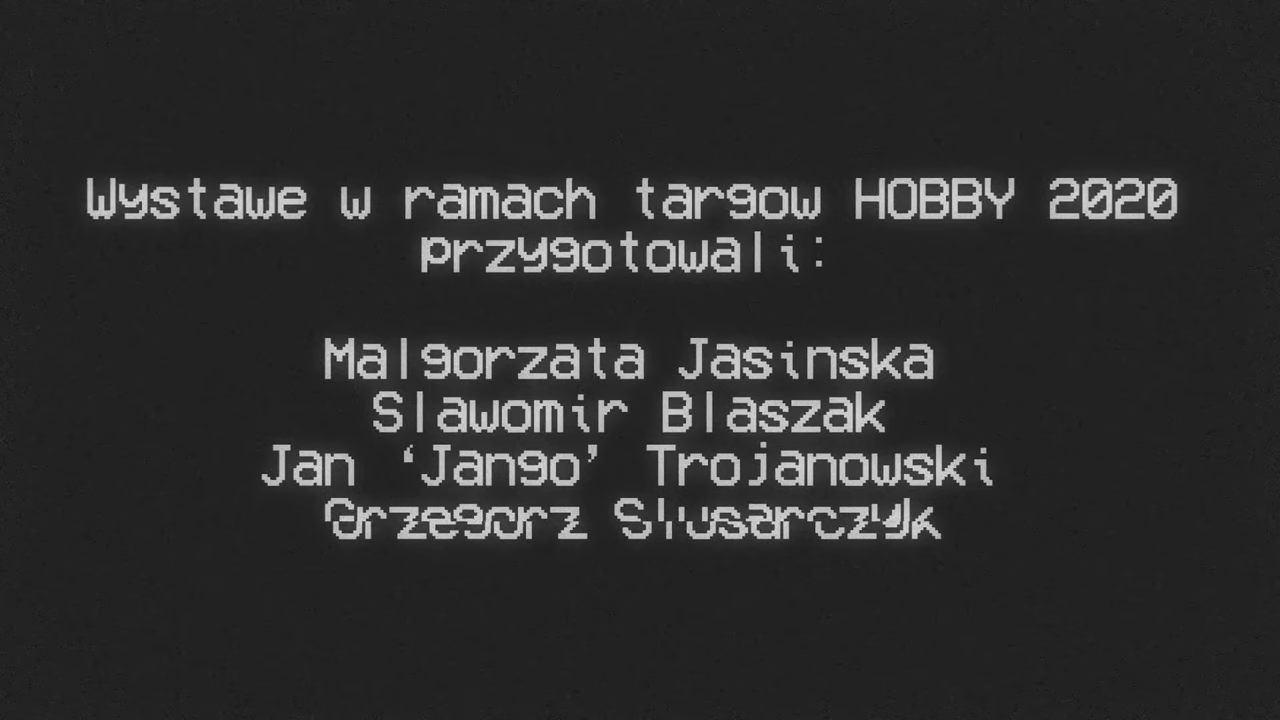 Wystawe w ramach targow HOBBY 2020
przygotowali:
Malgorzata Jasinska
Slawomir Blaszak
Jan ‘Jango’ Trojanowski
Grzegorz Slusarczyk